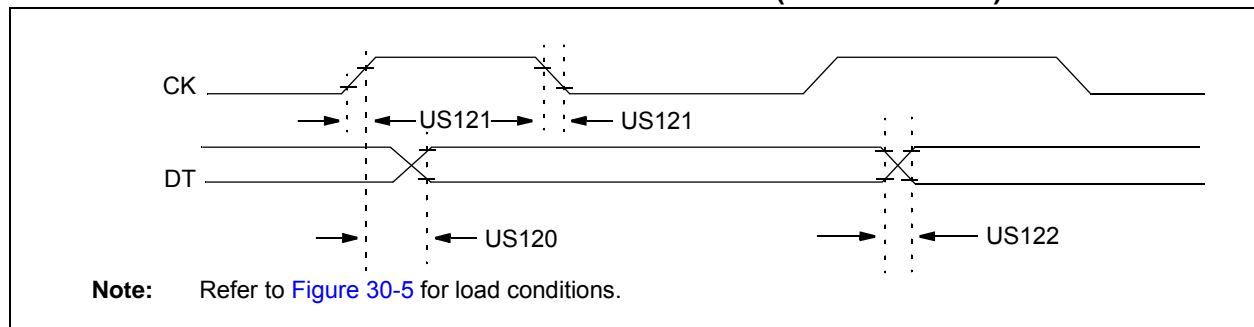 CK
US121
US121
DT
US120
US122
Note: Refer to Figure 30-5 for load conditions.